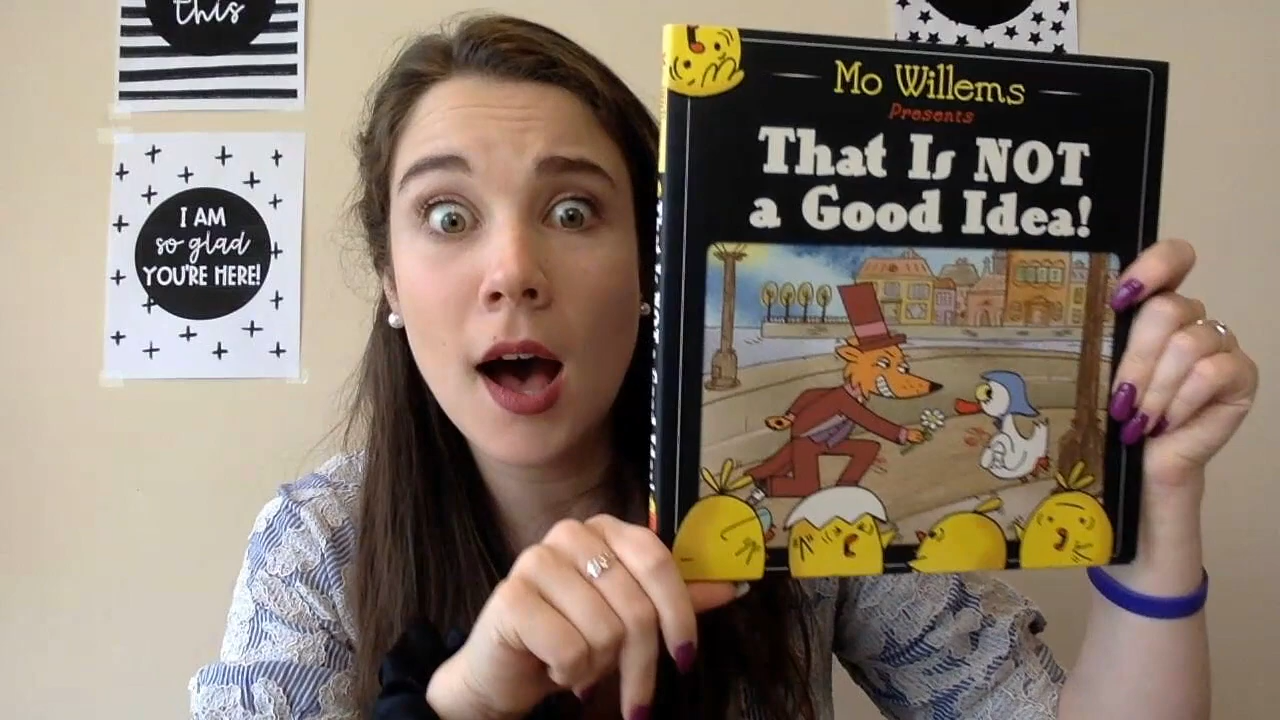 this
I AM
so glad
YOU'RE HERE!
Mo Willems
Presents
That Is NOT
a Good Idea!